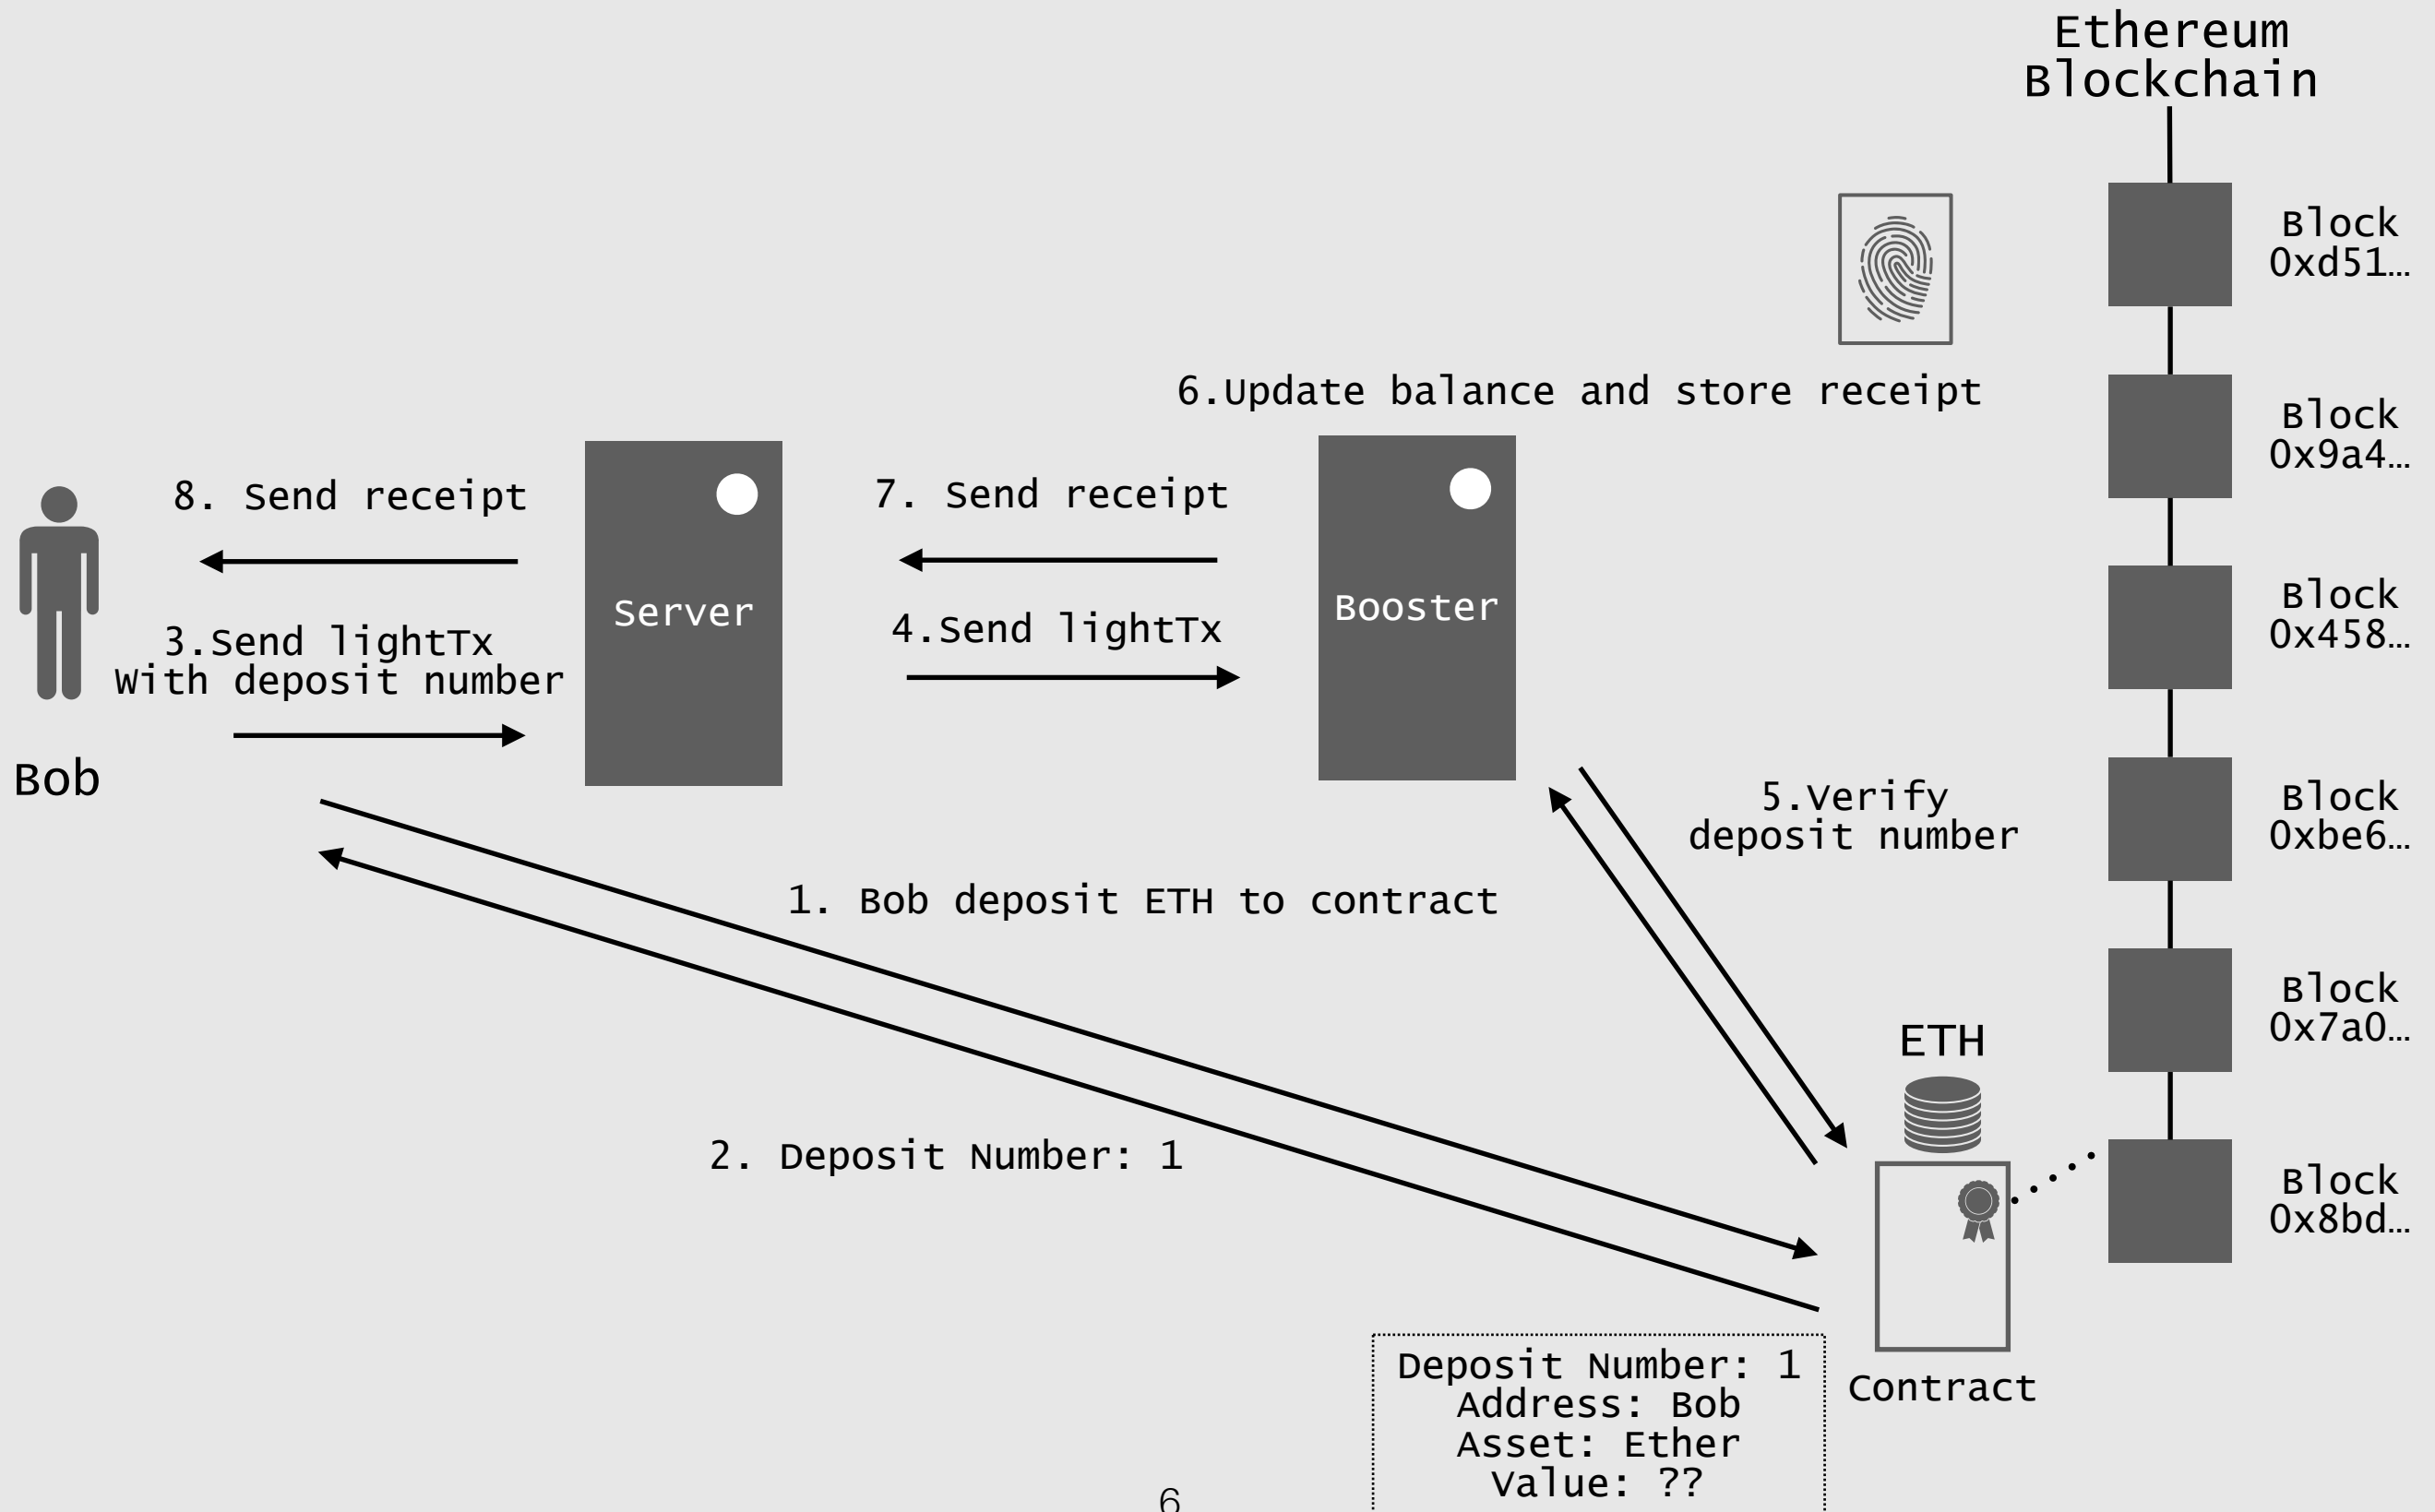 Ethereum
Blockchain
Block
0xd51…
6.Update balance and store receipt
Block
0x9a4…
8. Send receipt
Server
7. Send receipt
Booster
3.Send lightTx
With deposit number
4.Send lightTx
Block
0x458…
Bob
5.Verify
deposit number
Block
0xbe6…
1. Bob deposit ETH to contract
Block
0x7a0…
ETH
2. Deposit Number: 1
Block
0x8bd…
Contract
Deposit Number: 1
Address: Bob
Asset: Ether
Value: ??
6